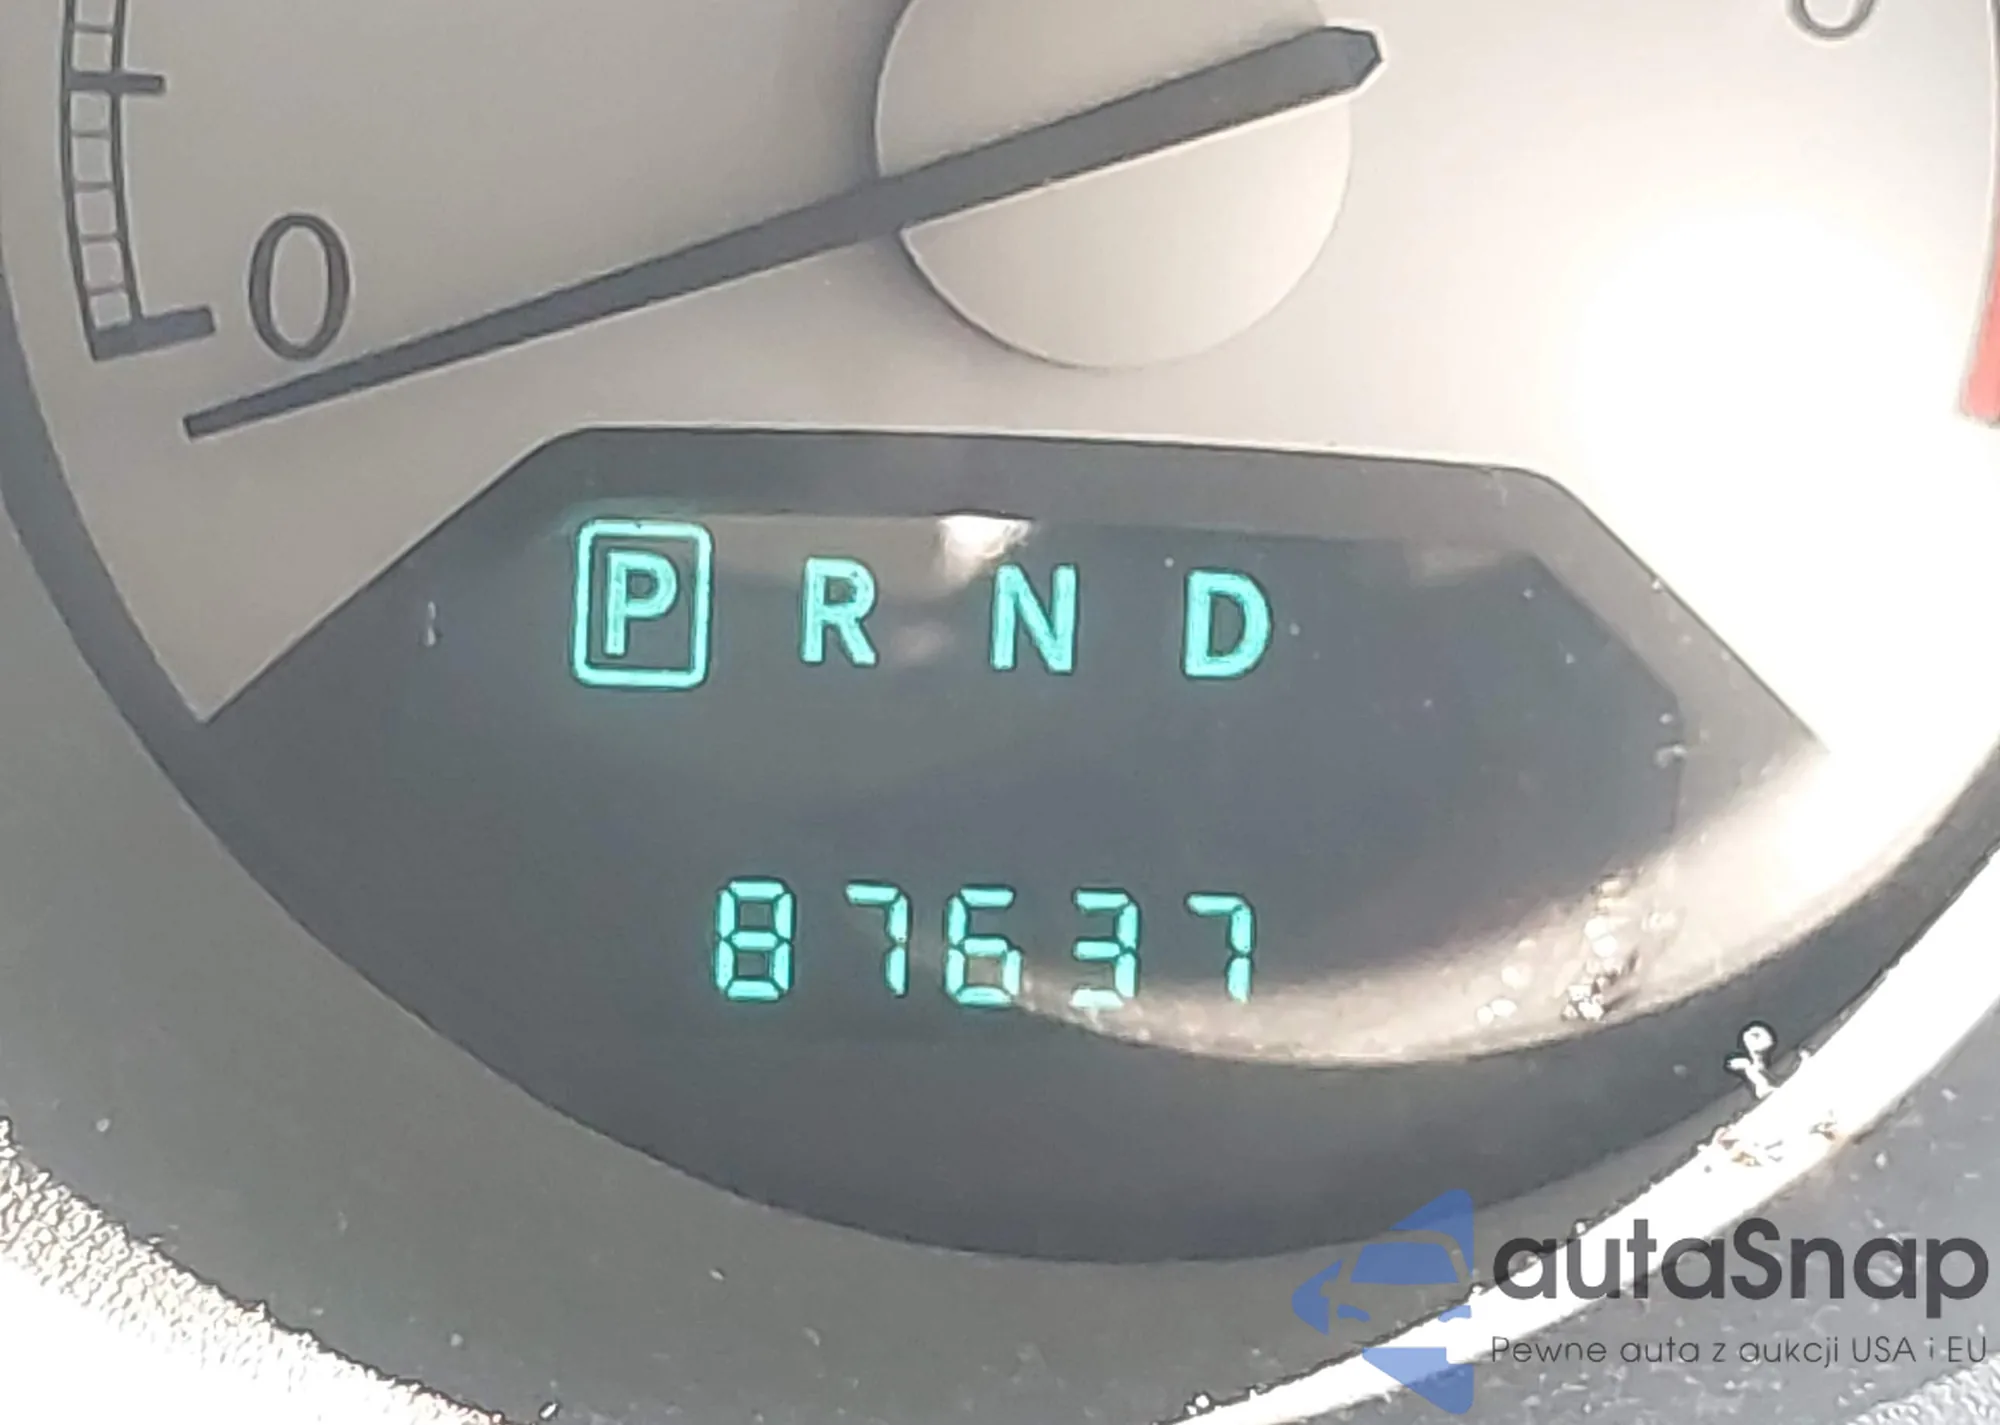 0
P R N D
87637
autaSnap
Pewne auta z aukcji USA i EU